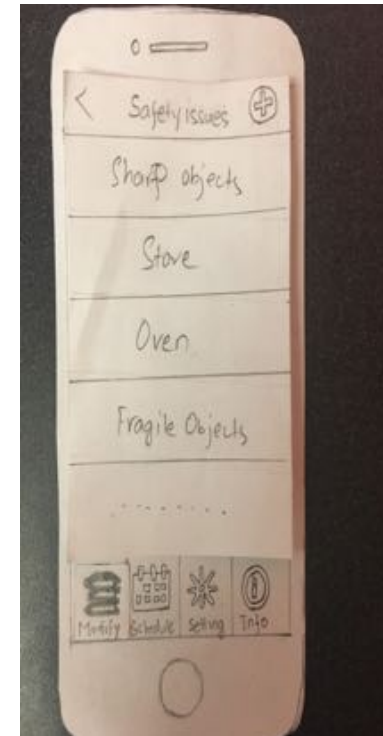 Safety issues
Sharp objects
Stove
Oven
Fragile Objects
.........
Modify Schedule Setting Info